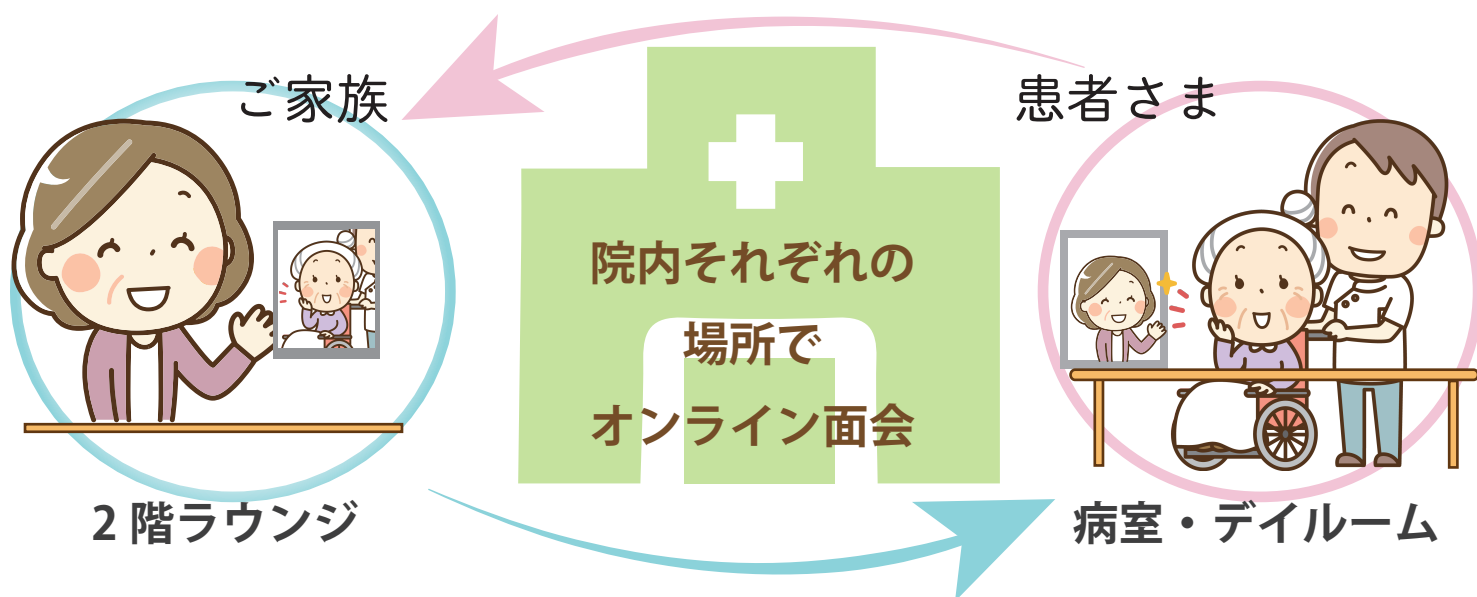 ご家族
患者さま
院内それぞれの
場所で
オンライン面会
2階ラウンジ
病室・デイルーム